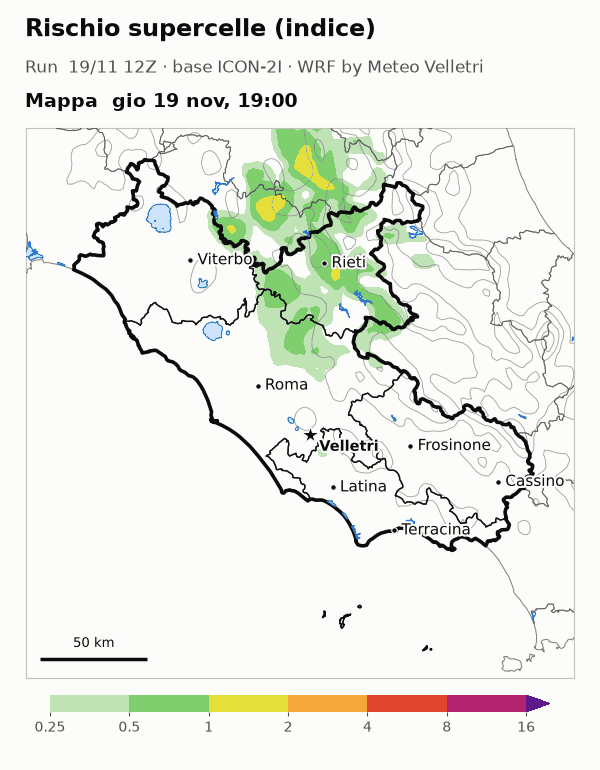 Rischio supercelle (indice)
Run  19/11 12Z · base ICON-2I · WRF by Meteo Velletri
Mappa  gio 19 nov, 19:00
Viterbo
Rieti
Roma
Velletri
Frosinone
Cassino
Latina
Terracina
50 km
0.25 0.5 1 2 4 8 16